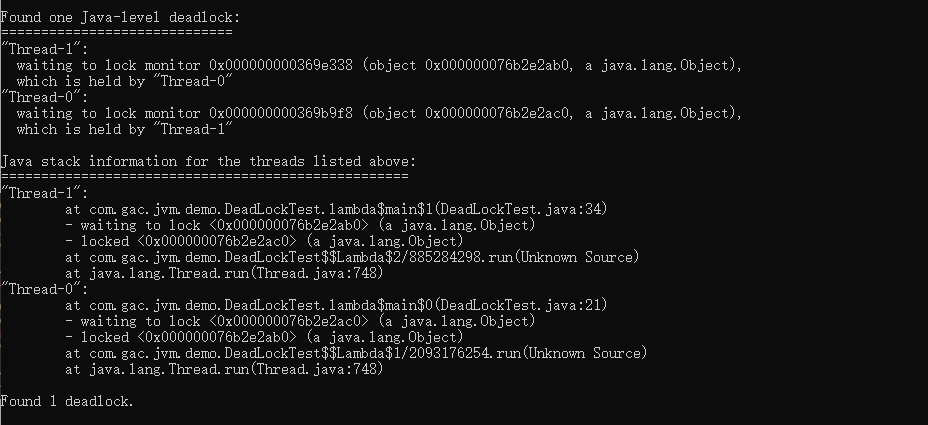 Found one Java-level deadlock:
=============================
"Thread-1":
  waiting to lock monitor 0x000000000369e338 (object 0x000000076b2e2ab0, a java.lang.Object),
  which is held by "Thread-0"
"Thread-0":
  waiting to lock monitor 0x000000000369b9f8 (object 0x000000076b2e2ac0, a java.lang.Object),
  which is held by "Thread-1"

Java stack information for the threads listed above:
===================================================
"Thread-1":
        at com.gac.jvm.demo.DeadLockTest.lambda$main$1(DeadLockTest.java:34)
        - waiting to lock <0x000000076b2e2ab0> (a java.lang.Object)
        - locked <0x000000076b2e2ac0> (a java.lang.Object)
        at com.gac.jvm.demo.DeadLockTest$$Lambda$2/885284298.run(Unknown Source)
        at java.lang.Thread.run(Thread.java:748)
"Thread-0":
        at com.gac.jvm.demo.DeadLockTest.lambda$main$0(DeadLockTest.java:21)
        - waiting to lock <0x000000076b2e2ac0> (a java.lang.Object)
        - locked <0x000000076b2e2ab0> (a java.lang.Object)
        at com.gac.jvm.demo.DeadLockTest$$Lambda$1/2093176254.run(Unknown Source)
        at java.lang.Thread.run(Thread.java:748)

Found 1 deadlock.